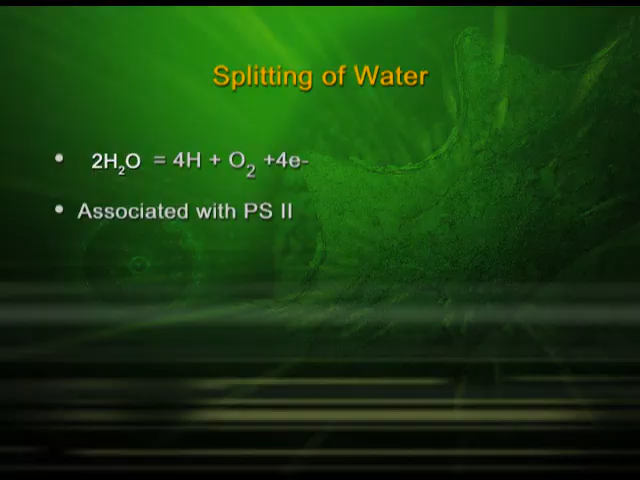 Splitting of Water
• 2H₂O = 4H + O₂ +4e-
• Associated with PS II